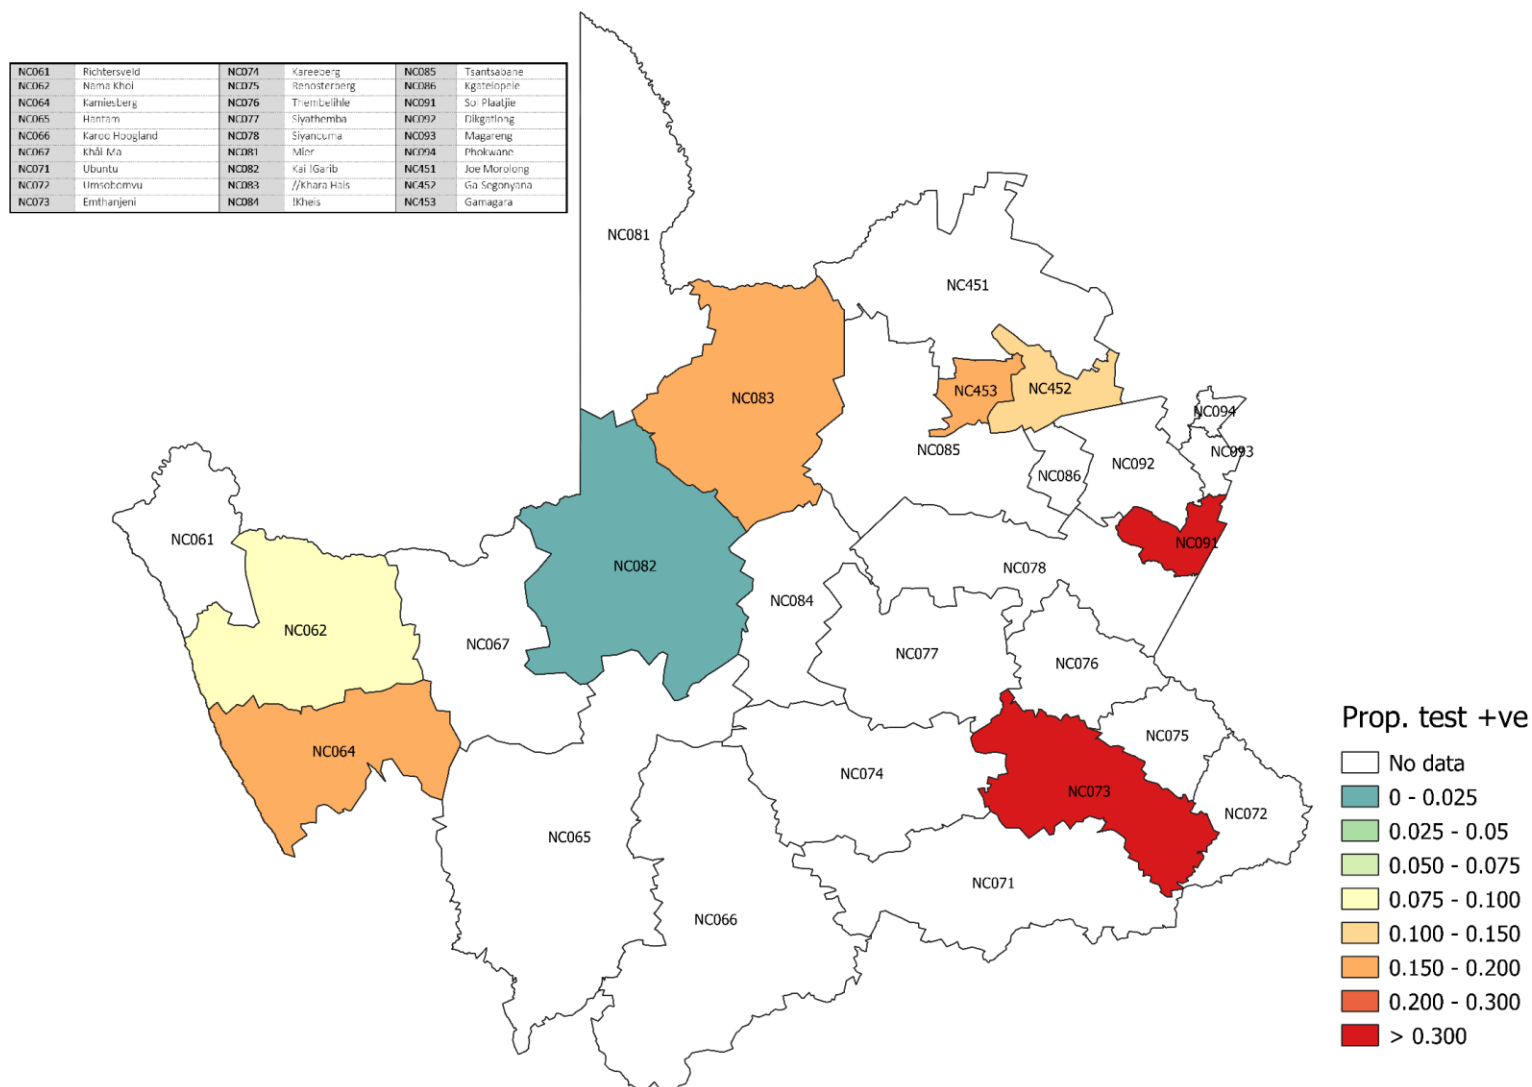 NC061 Richtersveld NC074 Kareeberg NC085 Tsantsabane
NC062 Nama Khoi NC075 Renosterberg NC086 Kgatelopele
NC064 Kamiesberg NC076 Thembelihle NC091 Sol Plaatjie
NC065 Hantam NC077 Siyathemba NC092 Dikgatlong
NC066 Karoo Hoogland NC078 Siyancuma NC093 Magareng
NC067 Khâi Ma NC081 Mier NC094 Phokwane
NC071 Ubuntu NC082 Kai !Garib NC451 Joe Morolong
NC072 Umsobomvu NC083 //Khara Hais NC452 Ga Segonyana
NC073 Emthanjeni NC084 !Kheis NC453 Gamagara
NC081
NC451
NC083
NC453
NC452
NC094
NC085
NC093
NC092
NC086
NC061
NC091
NC082
NC078
NC084
NC062
NC067
NC077
NC076
NC064
NC075
NC074
NC073
NC072
NC065
NC071
NC066
Prop. test +ve
No data
0 - 0.025
0.025 - 0.05
0.050 - 0.075
0.075 - 0.100
0.100 - 0.150
0.150 - 0.200
0.200 - 0.300
> 0.300